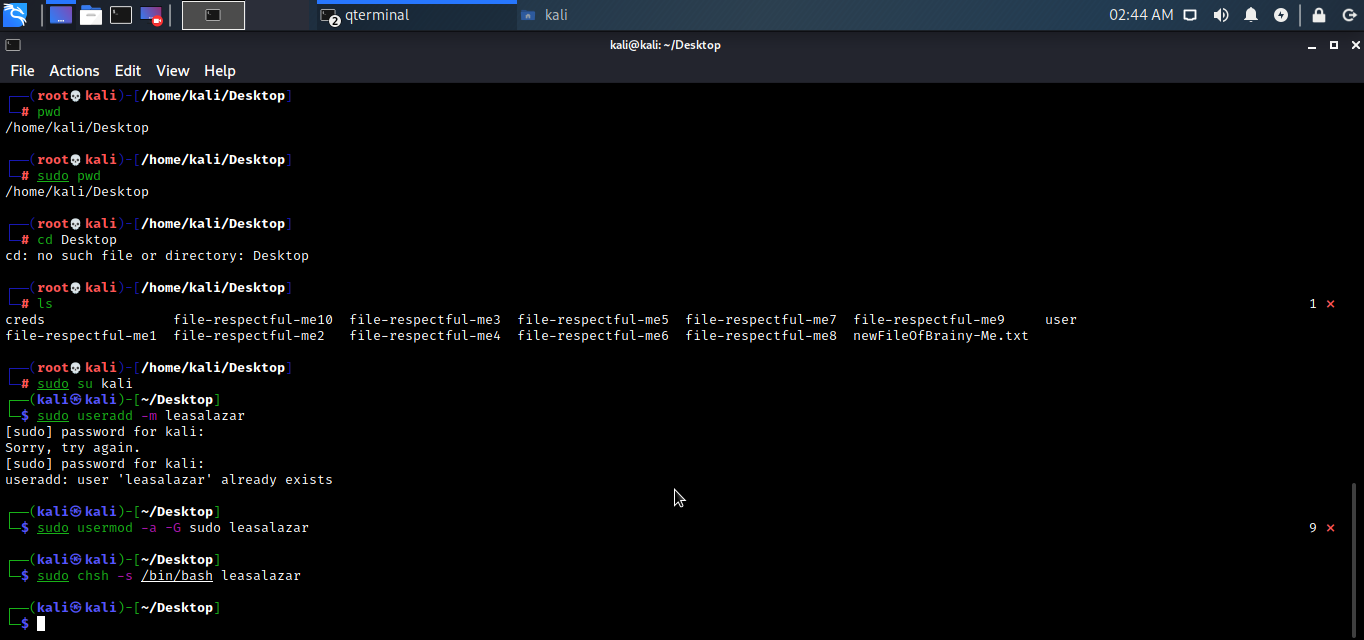 2 qterminal kali 02:44 AM
kali@kali: ~/Desktop
File Actions Edit View Help
┌──(root💀kali)-[/home/kali/Desktop]
└─# pwd
/home/kali/Desktop
┌──(root💀kali)-[/home/kali/Desktop]
└─# sudo pwd
/home/kali/Desktop
┌──(root💀kali)-[/home/kali/Desktop]
└─# cd Desktop
cd: no such file or directory: Desktop
┌──(root💀kali)-[/home/kali/Desktop]
└─# ls 1 ⨯
creds file-respectful-me10 file-respectful-me3 file-respectful-me5 file-respectful-me7 file-respectful-me9 user
file-respectful-me1 file-respectful-me2 file-respectful-me4 file-respectful-me6 file-respectful-me8 newFileOfBrainy-Me.txt
┌──(root💀kali)-[/home/kali/Desktop]
└─# sudo su kali
┌──(kali㉿kali)-[~/Desktop]
└─$ sudo useradd -m leasalazar
[sudo] password for kali:
Sorry, try again.
[sudo] password for kali:
useradd: user 'leasalazar' already exists
┌──(kali㉿kali)-[~/Desktop]
└─$ sudo usermod -a -G sudo leasalazar 9 ⨯
┌──(kali㉿kali)-[~/Desktop]
└─$ sudo chsh -s /bin/bash leasalazar
┌──(kali㉿kali)-[~/Desktop]
└─$